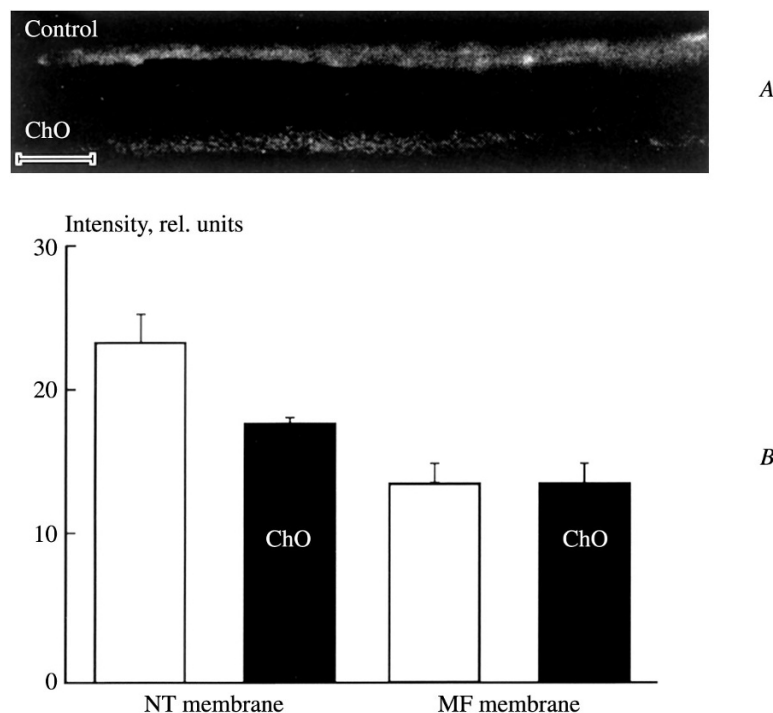 Control
A
ChO
Intensity, rel. units
30
20
B
10
ChO
ChO
0
NT membrane
MF membrane